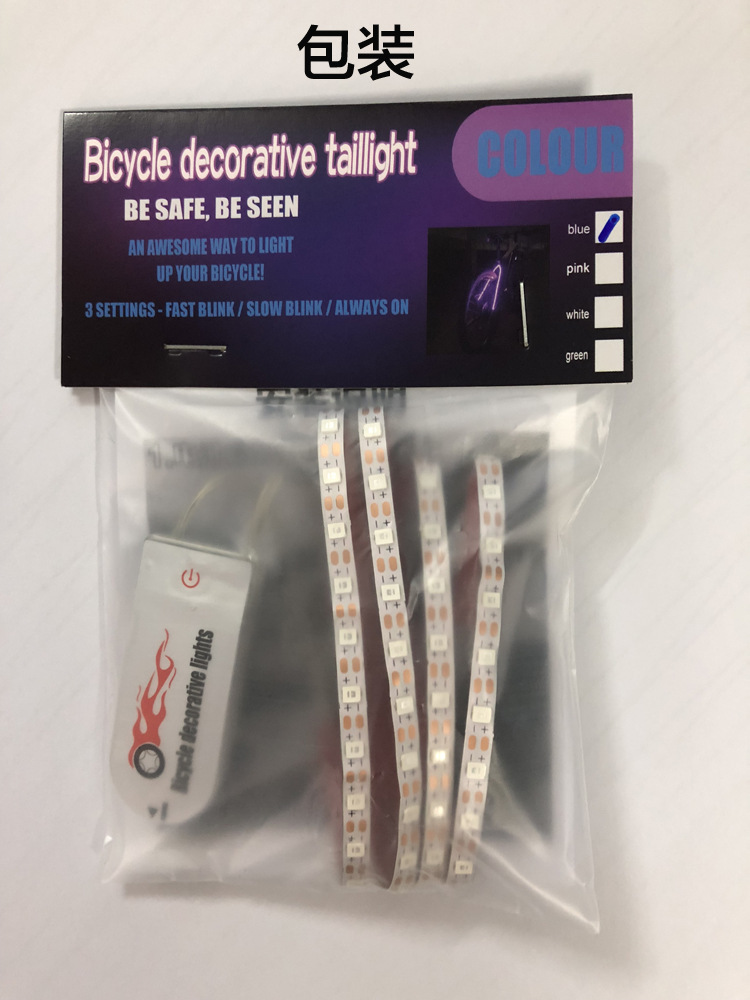 包装
Bicycle decorative taillight
COLOUR
BE SAFE, BE SEEN
AN AWESOME WAY TO LIGHT
UP YOUR BICYCLE!
3 SETTINGS - FAST BLINK / SLOW BLINK / ALWAYS ON
blue
pink
white
green
Bicycle decorative lights